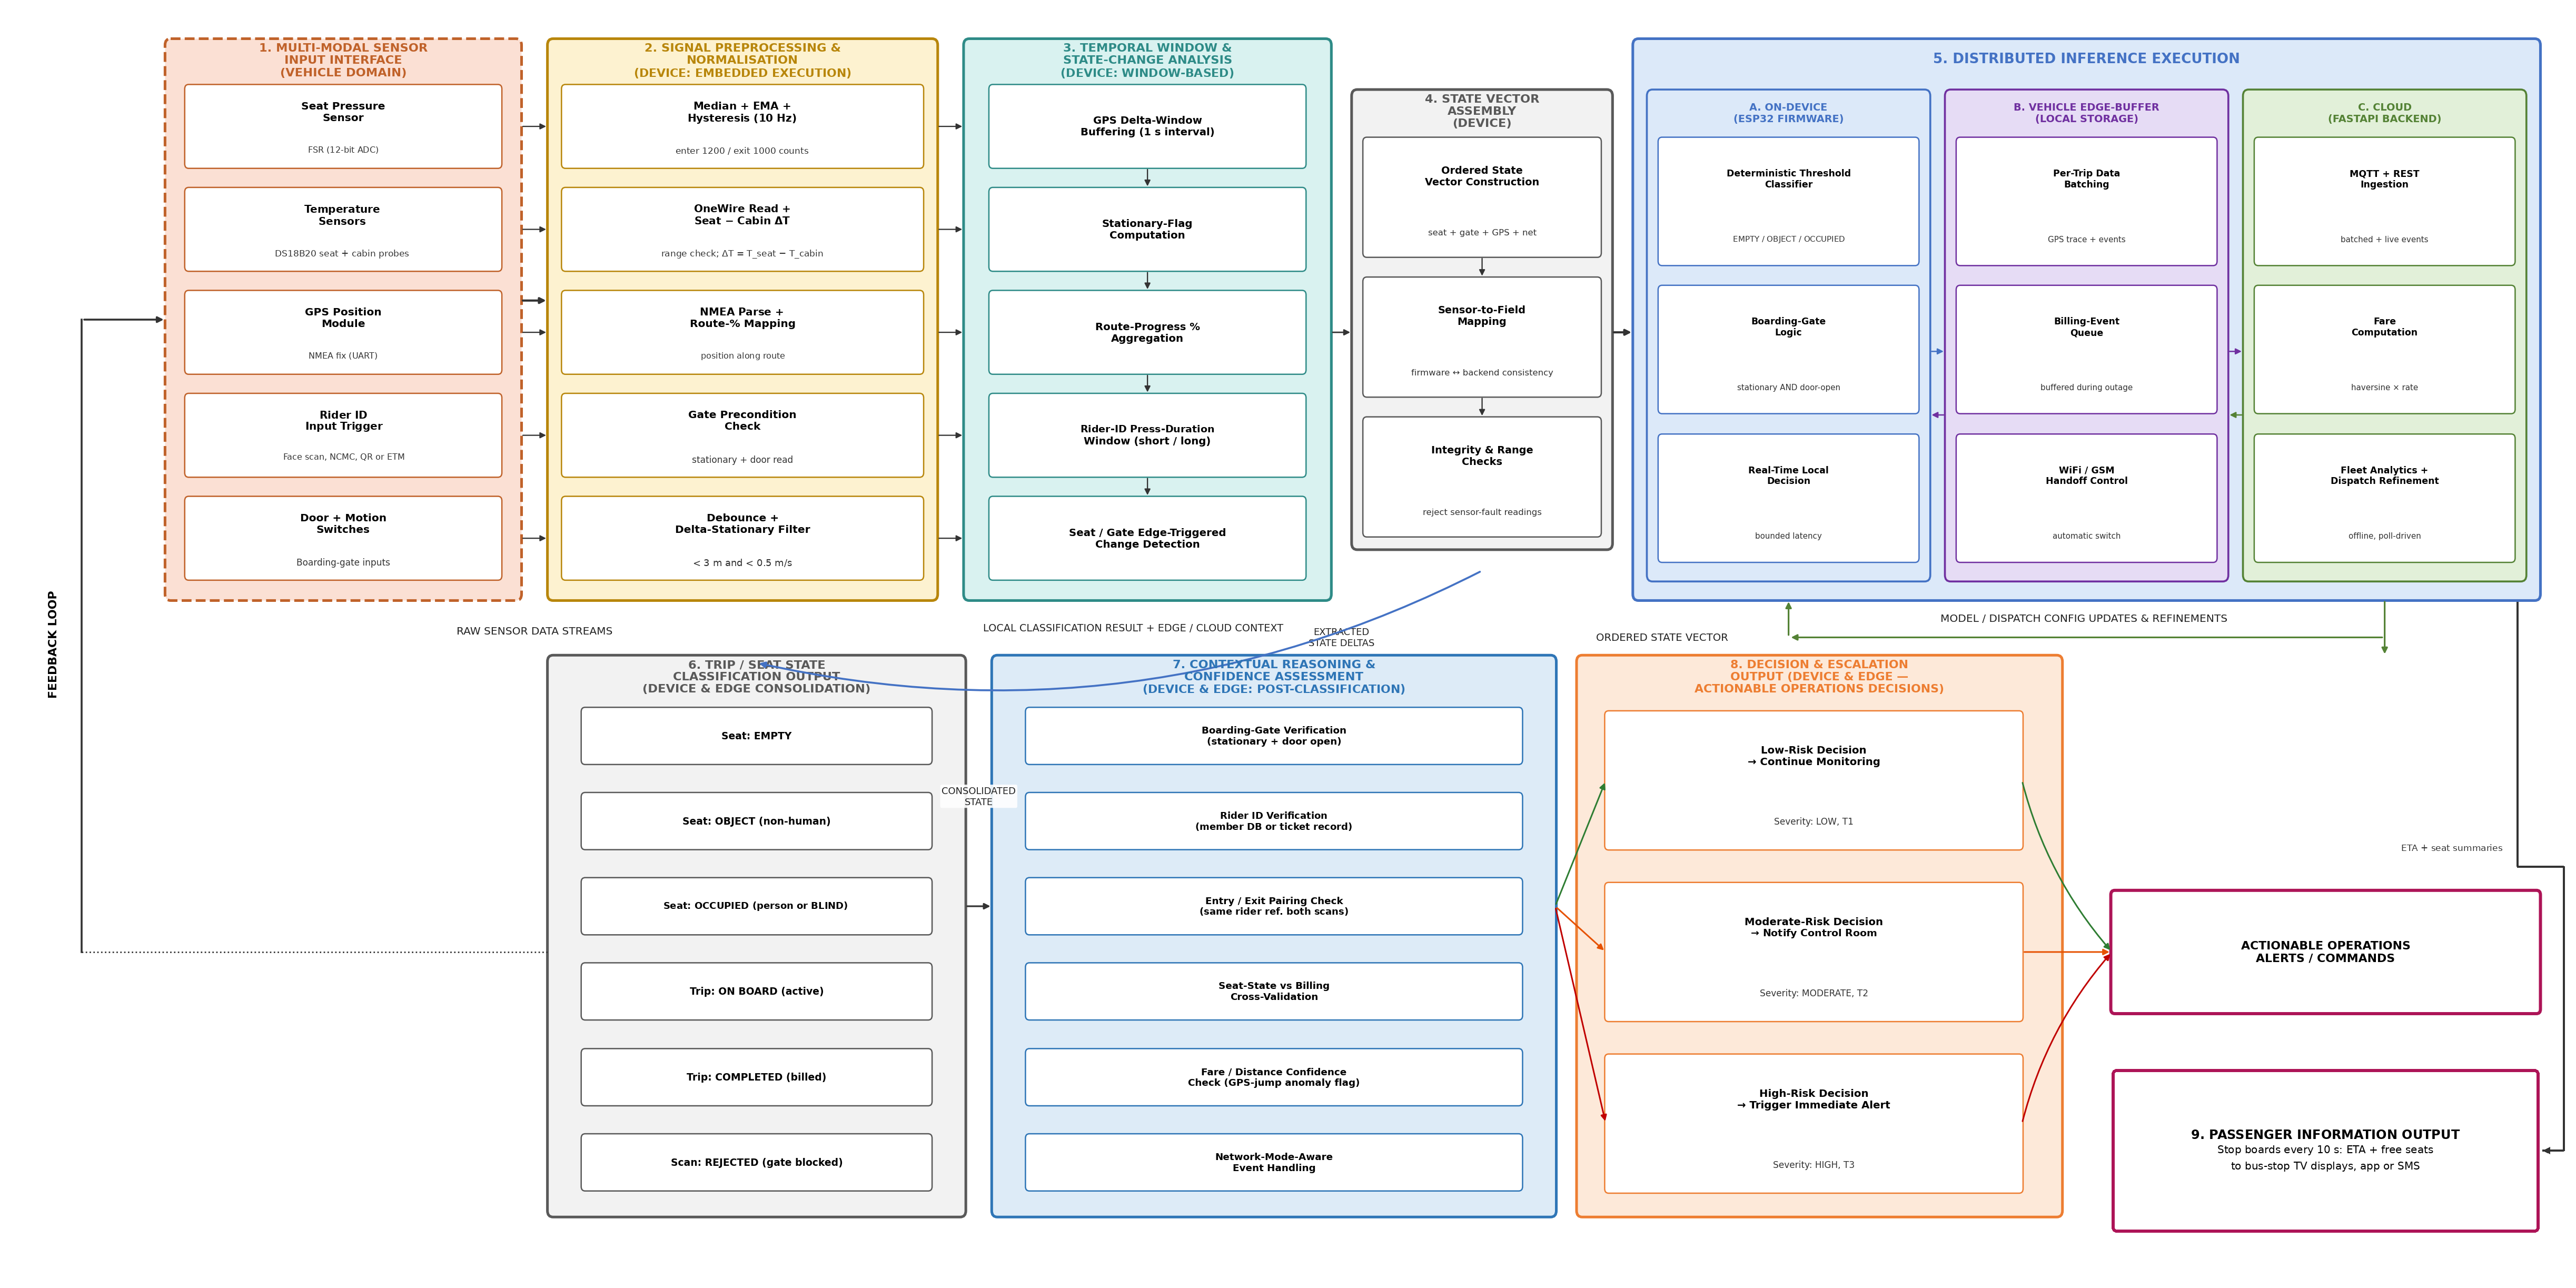 1. MULTI-MODAL SENSOR
INPUT INTERFACE
(VEHICLE DOMAIN)
Seat Pressure
Sensor
FSR (12-bit ADC)
Temperature
Sensors
DS18B20 seat + cabin probes
GPS Position
Module
NMEA fix (UART)
Rider ID
Input Trigger
Face scan, NCMC, QR or ETM
Door + Motion
Switches
Boarding-gate inputs
2. SIGNAL PREPROCESSING &
NORMALISATION
(DEVICE: EMBEDDED EXECUTION)
Median + EMA +
Hysteresis (10 Hz)
enter 1200 / exit 1000 counts
OneWire Read +
Seat − Cabin ΔT
range check; ΔT = T_seat − T_cabin
NMEA Parse +
Route-% Mapping
position along route
Gate Precondition
Check
stationary + door read
Debounce +
Delta-Stationary Filter
< 3 m and < 0.5 m/s
3. TEMPORAL WINDOW &
STATE-CHANGE ANALYSIS
(DEVICE: WINDOW-BASED)
GPS Delta-Window
Buffering (1 s interval)
Stationary-Flag
Computation
Route-Progress %
Aggregation
Rider-ID Press-Duration
Window (short / long)
Seat / Gate Edge-Triggered
Change Detection
4. STATE VECTOR
ASSEMBLY
(DEVICE)
Ordered State
Vector Construction
seat + gate + GPS + net
Sensor-to-Field
Mapping
firmware ↔ backend consistency
Integrity & Range
Checks
reject sensor-fault readings
5. DISTRIBUTED INFERENCE EXECUTION
A. ON-DEVICE
(ESP32 FIRMWARE)
Deterministic Threshold
Classifier
EMPTY / OBJECT / OCCUPIED
Boarding-Gate
Logic
stationary AND door-open
Real-Time Local
Decision
bounded latency
B. VEHICLE EDGE-BUFFER
(LOCAL STORAGE)
Per-Trip Data
Batching
GPS trace + events
Billing-Event
Queue
buffered during outage
WiFi / GSM
Handoff Control
automatic switch
C. CLOUD
(FASTAPI BACKEND)
MQTT + REST
Ingestion
batched + live events
Fare
Computation
haversine × rate
Fleet Analytics +
Dispatch Refinement
offline, poll-driven
FEEDBACK LOOP
RAW SENSOR DATA STREAMS
LOCAL CLASSIFICATION RESULT + EDGE / CLOUD CONTEXT
EXTRACTED
STATE DELTAS
ORDERED STATE VECTOR
MODEL / DISPATCH CONFIG UPDATES & REFINEMENTS
6. TRIP / SEAT STATE
CLASSIFICATION OUTPUT
(DEVICE & EDGE CONSOLIDATION)
Seat: EMPTY
Seat: OBJECT (non-human)
Seat: OCCUPIED (person or BLIND)
Trip: ON BOARD (active)
Trip: COMPLETED (billed)
Scan: REJECTED (gate blocked)
CONSOLIDATED
STATE
7. CONTEXTUAL REASONING &
CONFIDENCE ASSESSMENT
(DEVICE & EDGE: POST-CLASSIFICATION)
Boarding-Gate Verification
(stationary + door open)
Rider ID Verification
(member DB or ticket record)
Entry / Exit Pairing Check
(same rider ref. both scans)
Seat-State vs Billing
Cross-Validation
Fare / Distance Confidence
Check (GPS-jump anomaly flag)
Network-Mode-Aware
Event Handling
8. DECISION & ESCALATION
OUTPUT (DEVICE & EDGE —
ACTIONABLE OPERATIONS DECISIONS)
Low-Risk Decision
→ Continue Monitoring
Severity: LOW, T1
Moderate-Risk Decision
→ Notify Control Room
Severity: MODERATE, T2
High-Risk Decision
→ Trigger Immediate Alert
Severity: HIGH, T3
ETA + seat summaries
ACTIONABLE OPERATIONS
ALERTS / COMMANDS
9. PASSENGER INFORMATION OUTPUT
Stop boards every 10 s: ETA + free seats
to bus-stop TV displays, app or SMS